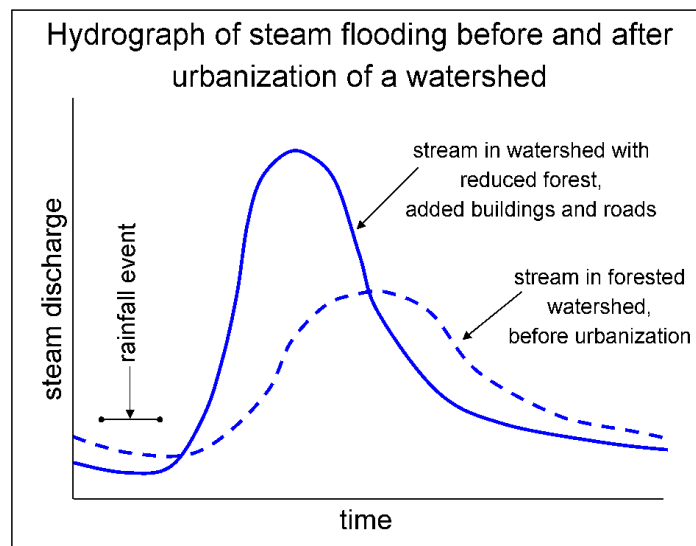 Hydrograph of steam flooding before and after
urbanization of a watershed
stream in watershed with
reduced forest,
added buildings and roads
stream in forested
watershed,
before urbanization
steam discharge
rainfall event
time